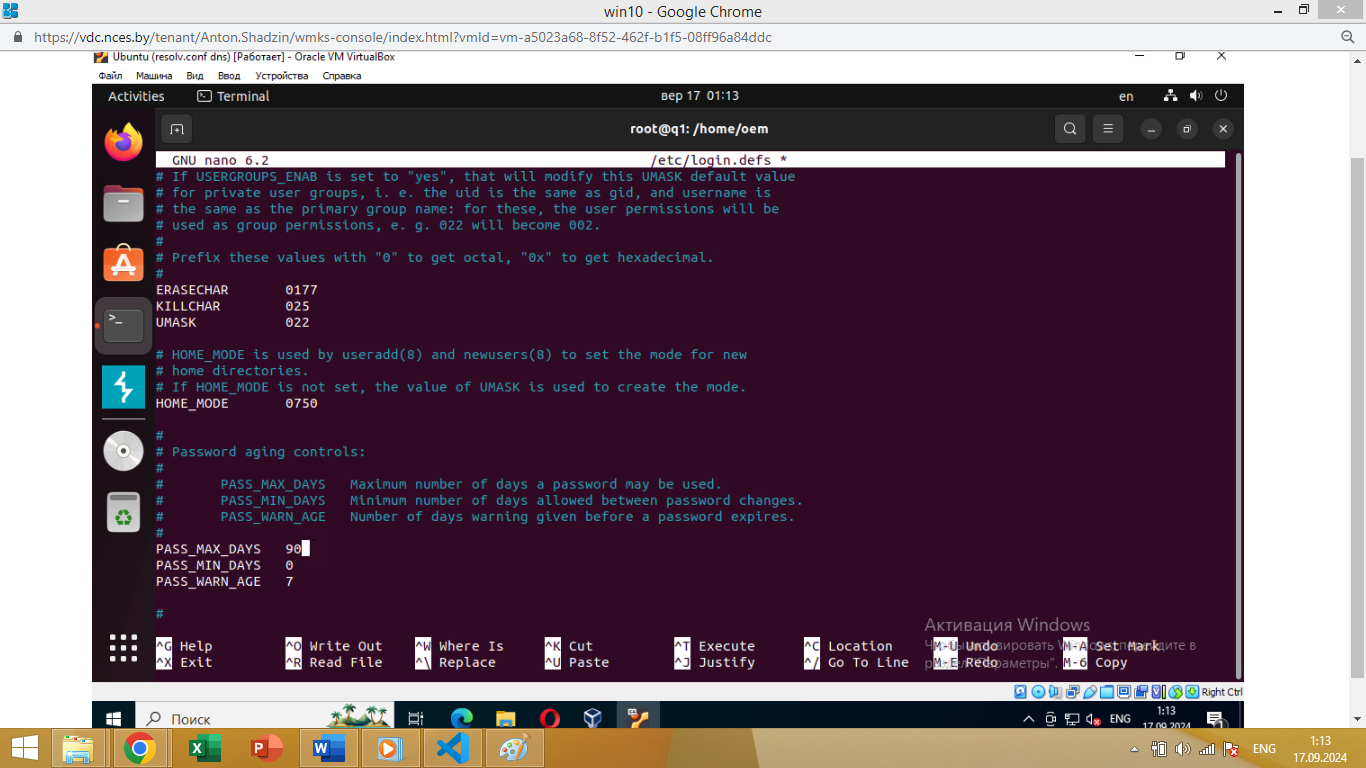 win10 - Google Chrome
https://vdc.nces.by/tenant/Anton.Shadzin/wmks-console/index.html?vmId=vm-a5023a68-8f52-462f-b1f5-08ff96a84ddc
Ubuntu (resolv.conf dns) [Работает] - Oracle VM VirtualBox
Файл Машина Вид Ввод Устройства Справка
Activities Terminal вер 17 01:13 en
root@q1: /home/oem
GNU nano 6.2 /etc/login.defs *
# If USERGROUPS_ENAB is set to "yes", that will modify this UMASK default value
# for private user groups, i. e. the uid is the same as gid, and username is
# the same as the primary group name: for these, the user permissions will be
# used as group permissions, e. g. 022 will become 002.
#
# Prefix these values with "0" to get octal, "0x" to get hexadecimal.
#
ERASECHAR 0177
KILLCHAR 025
UMASK 022
# HOME_MODE is used by useradd(8) and newusers(8) to set the mode for new
# home directories.
# If HOME_MODE is not set, the value of UMASK is used to create the mode.
HOME_MODE 0750
#
# Password aging controls:
#
# PASS_MAX_DAYS Maximum number of days a password may be used.
# PASS_MIN_DAYS Minimum number of days allowed between password changes.
# PASS_WARN_AGE Number of days warning given before a password expires.
#
PASS_MAX_DAYS 90
PASS_MIN_DAYS 0
PASS_WARN_AGE 7
#
Активация Windows
^G Help ^O Write Out ^W Where Is ^K Cut ^T Execute ^C Location M-U Undo M-A Set Mark
^X Exit ^R Read File ^\ Replace ^U Paste ^J Justify ^/ Go To Line M-E Redo M-6 Copy
Right Ctrl
Поиск ENG 1:13
17.09.2024
ENG 1:13
17.09.2024